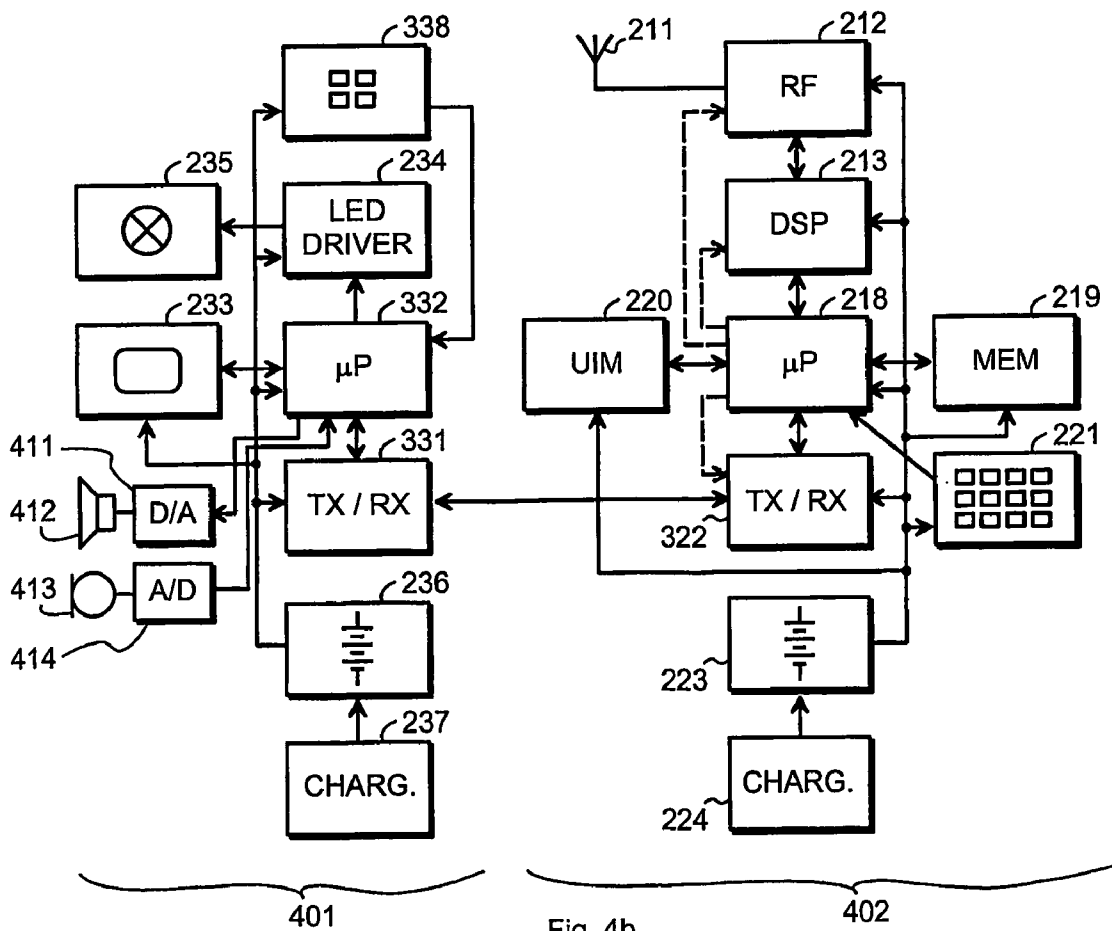 338
211
212
RF
235
234
LED
DRIVER
213
DSP
233
332
μP
220
UIM
218
μP
219
MEM
411
412
D/A
331
TX / RX
322
TX / RX
221
413
A/D
414
236
223
237
CHARG.
224
CHARG.
401
Fig. 4b
402